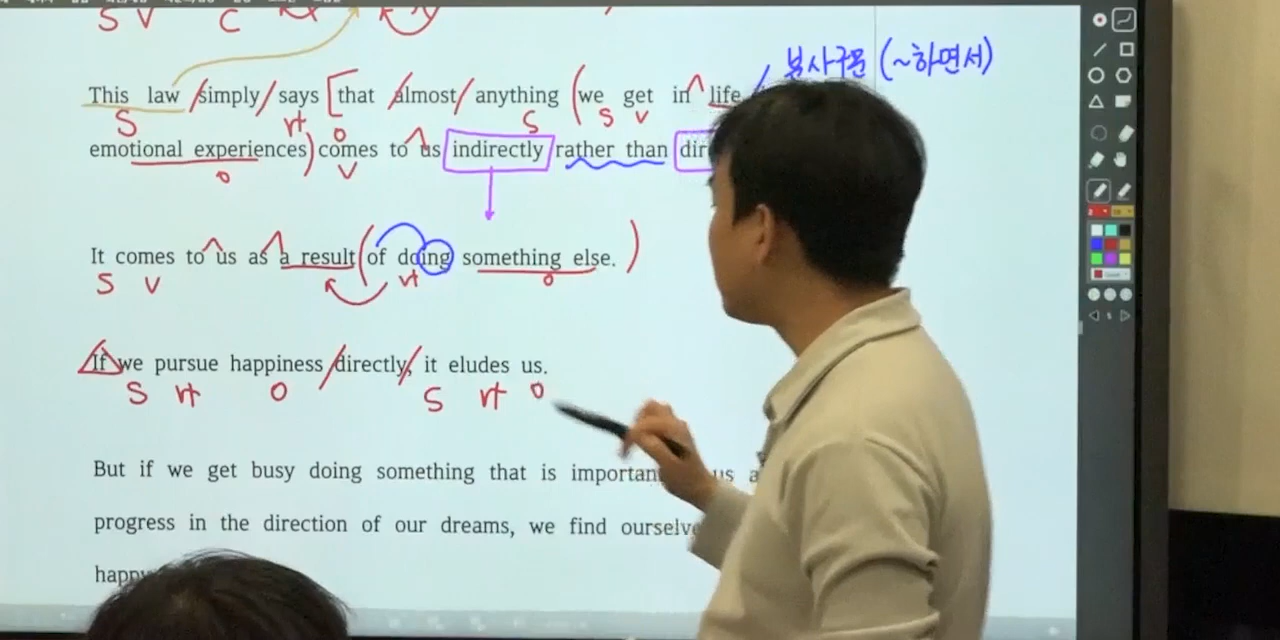 S V C
분사구문 (~하면서)
This law simply says that almost anything we get in life
S vt O S S V
emotional experiences comes to us indirectly rather than
O V
It comes to us as a result of doing something else.
S V vt O
If we pursue happiness directly, it eludes us.
S vt O S vt O
But if we get busy doing something that is us
progress in the direction of our dreams, we find